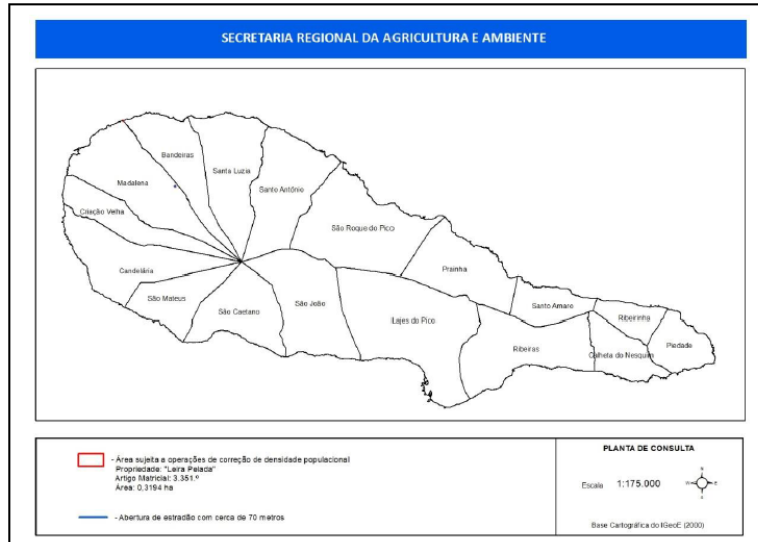 SECRETARIA REGIONAL DA AGRICULTURA E AMBIENTE
Bandeiras
Santa Luzia
Madalena
Santo António
Criação Velha
São Roque do Pico
Candelária
Prainha
São Mateus
São Caetano
São João
Lajes do Pico
Santo Amaro
Ribeirinha
Ribeiras
Calheta do Nesquim
Piedade
- Área sujeita a operações de correção de densidade populacional
Propriedade: "Leira Pelada"
Artigo Matricial: 3.351.º
Área: 0,3194 ha
- Abertura de estradão com cerca de 70 metros
PLANTA DE CONSULTA
Escala 1:175.000
Base Cartográfica do IGeoE (2000)